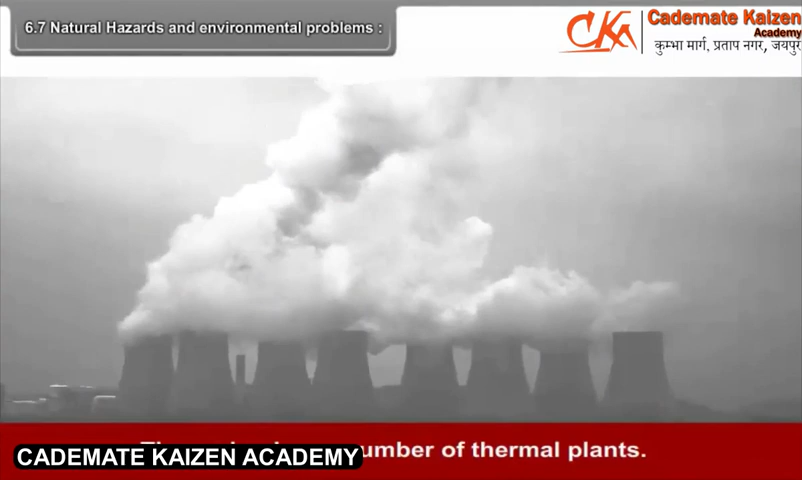 6.7 Natural Hazards and environmental problems :
CKA
Cademate Kaizen
Academy
कुम्भा मार्ग, प्रताप नगर, जयपुर
number of thermal plants.
CADEMATE KAIZEN ACADEMY